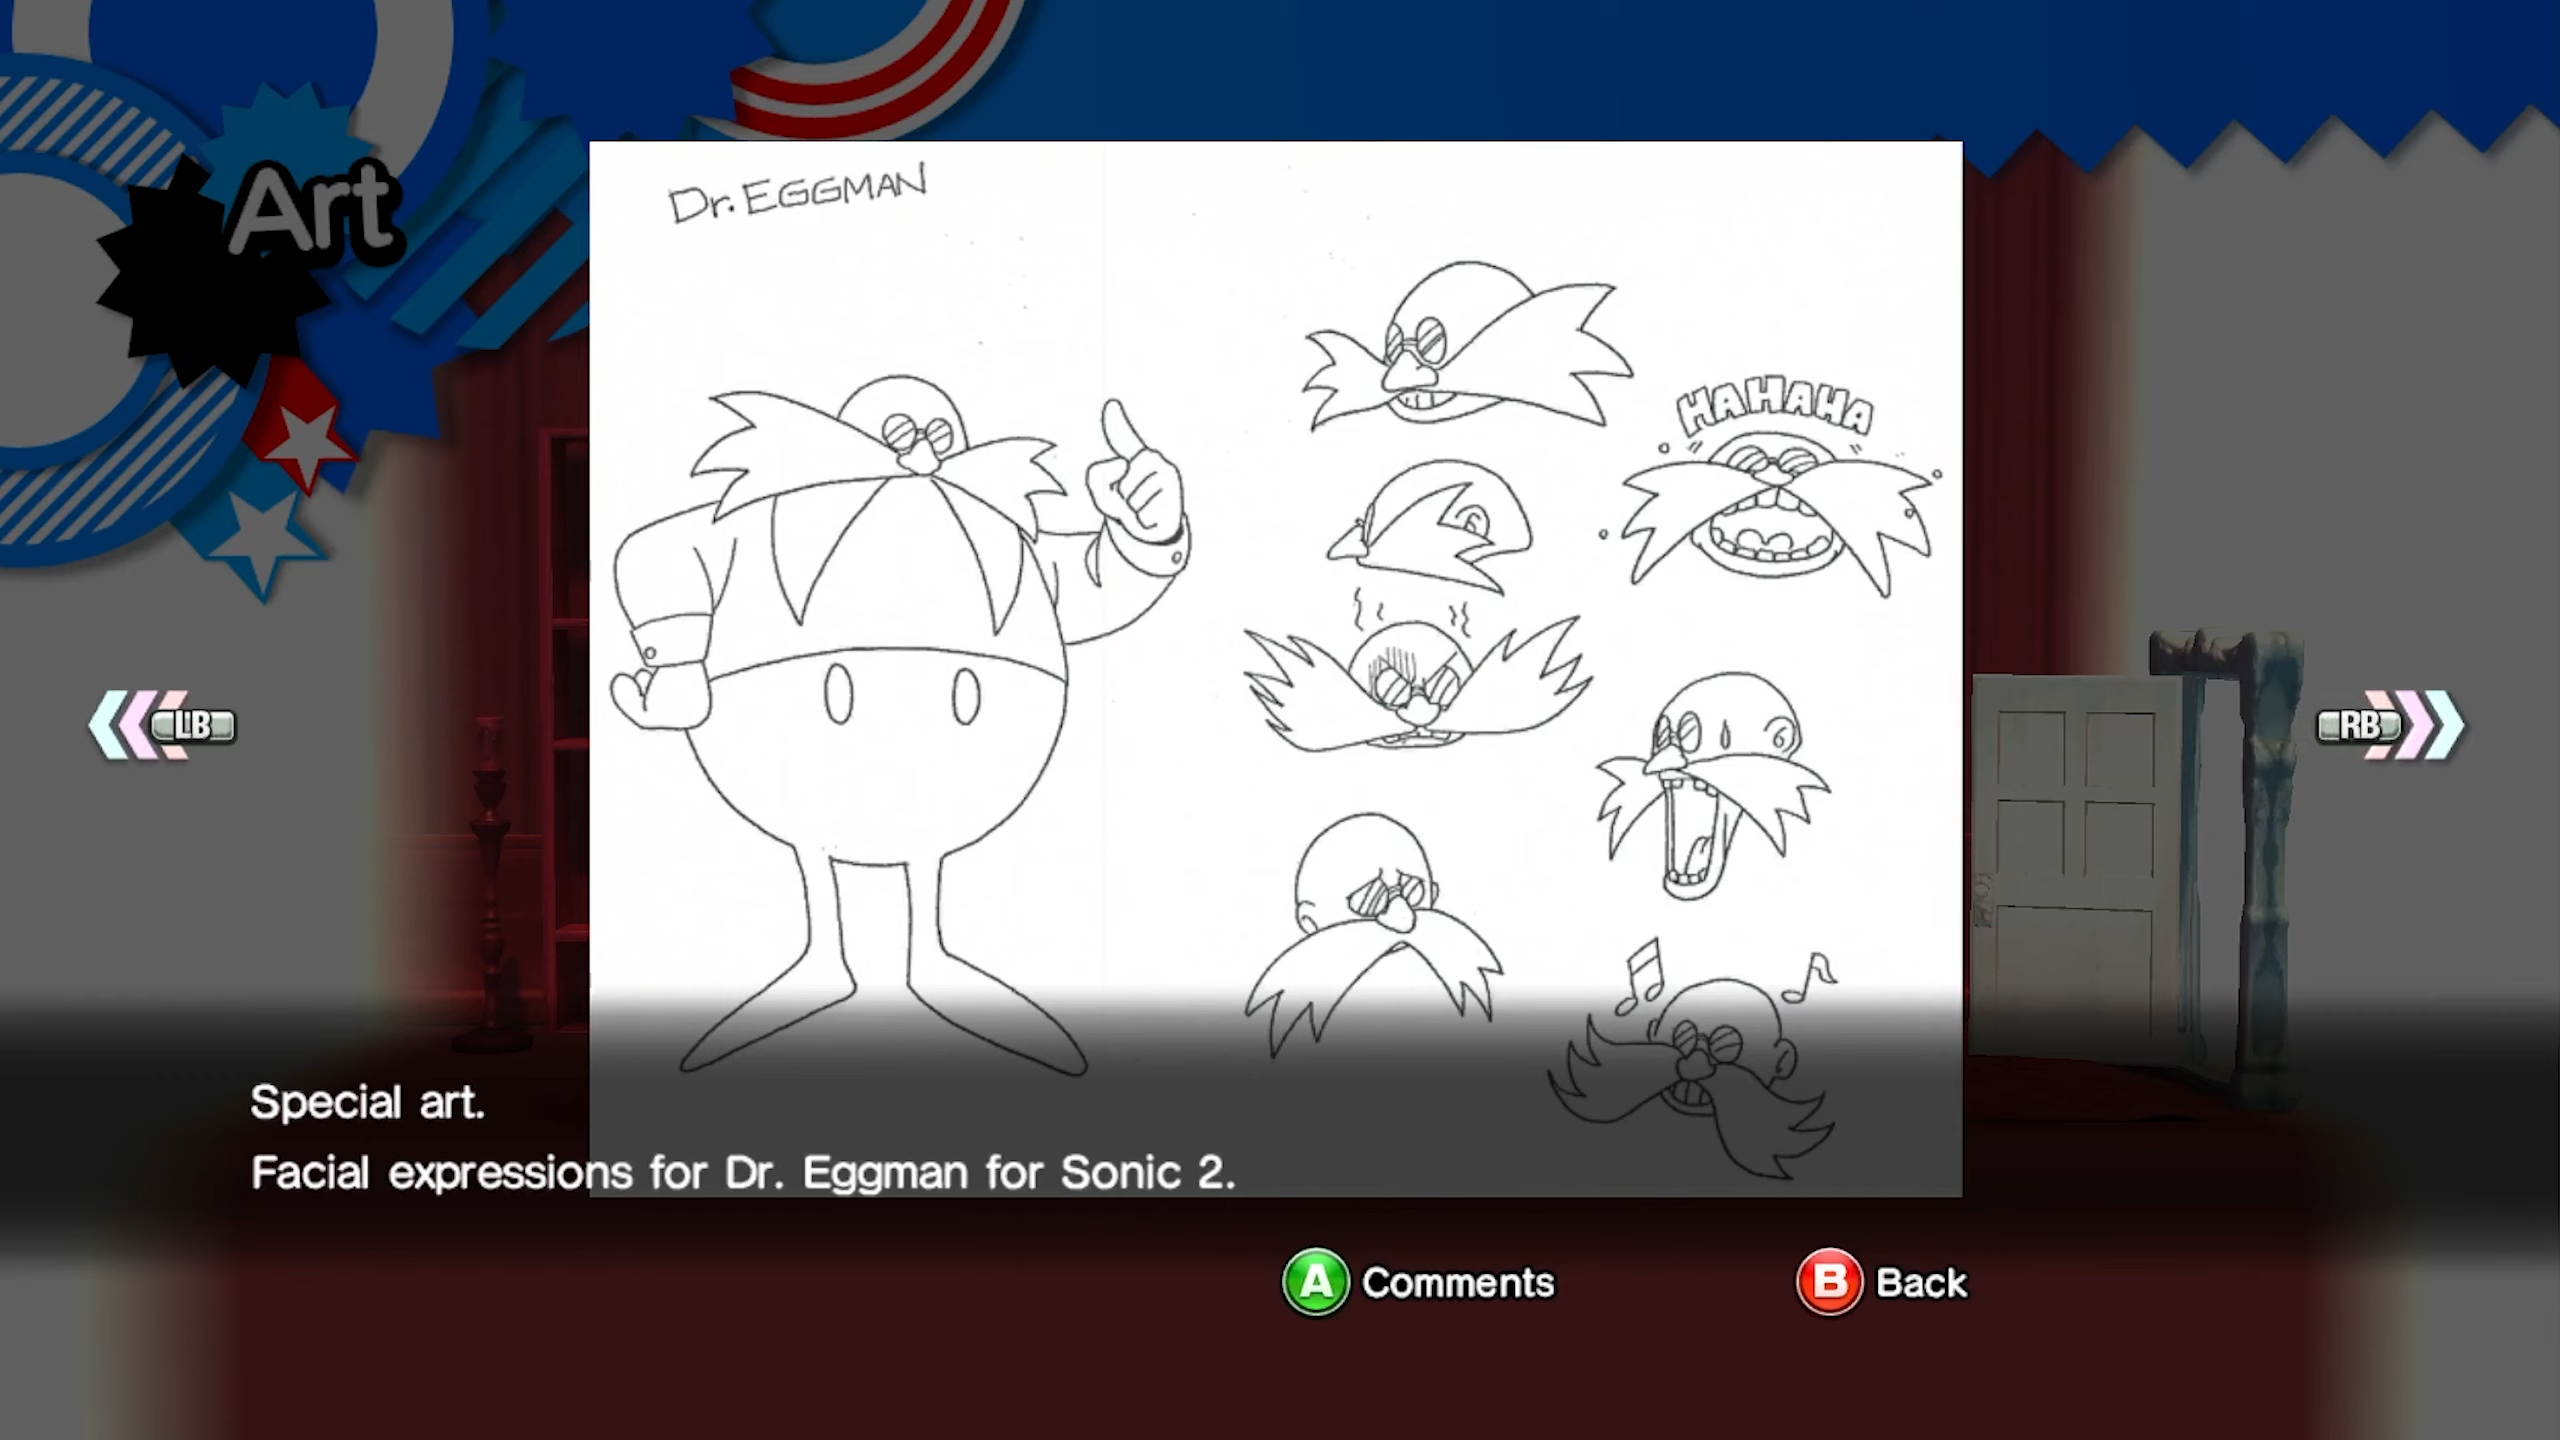 Art
Dr. EGGMAN
HAHAHA
LB
RB
Special art.
Facial expressions for Dr. Eggman for Sonic 2.
A Comments
B Back